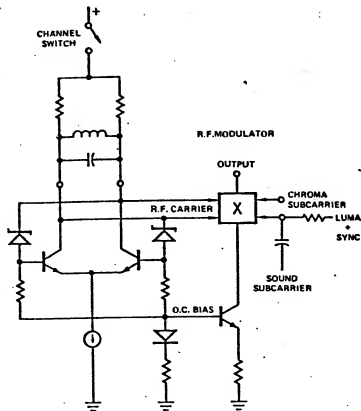 +
CHANNEL
SWITCH
R.F. MODULATOR
OUTPUT
R.F. CARRIER
X
CHROMA
SUBCARRIER
LUMA
+
SYNC
SOUND
SUBCARRIER
O.C. BIAS